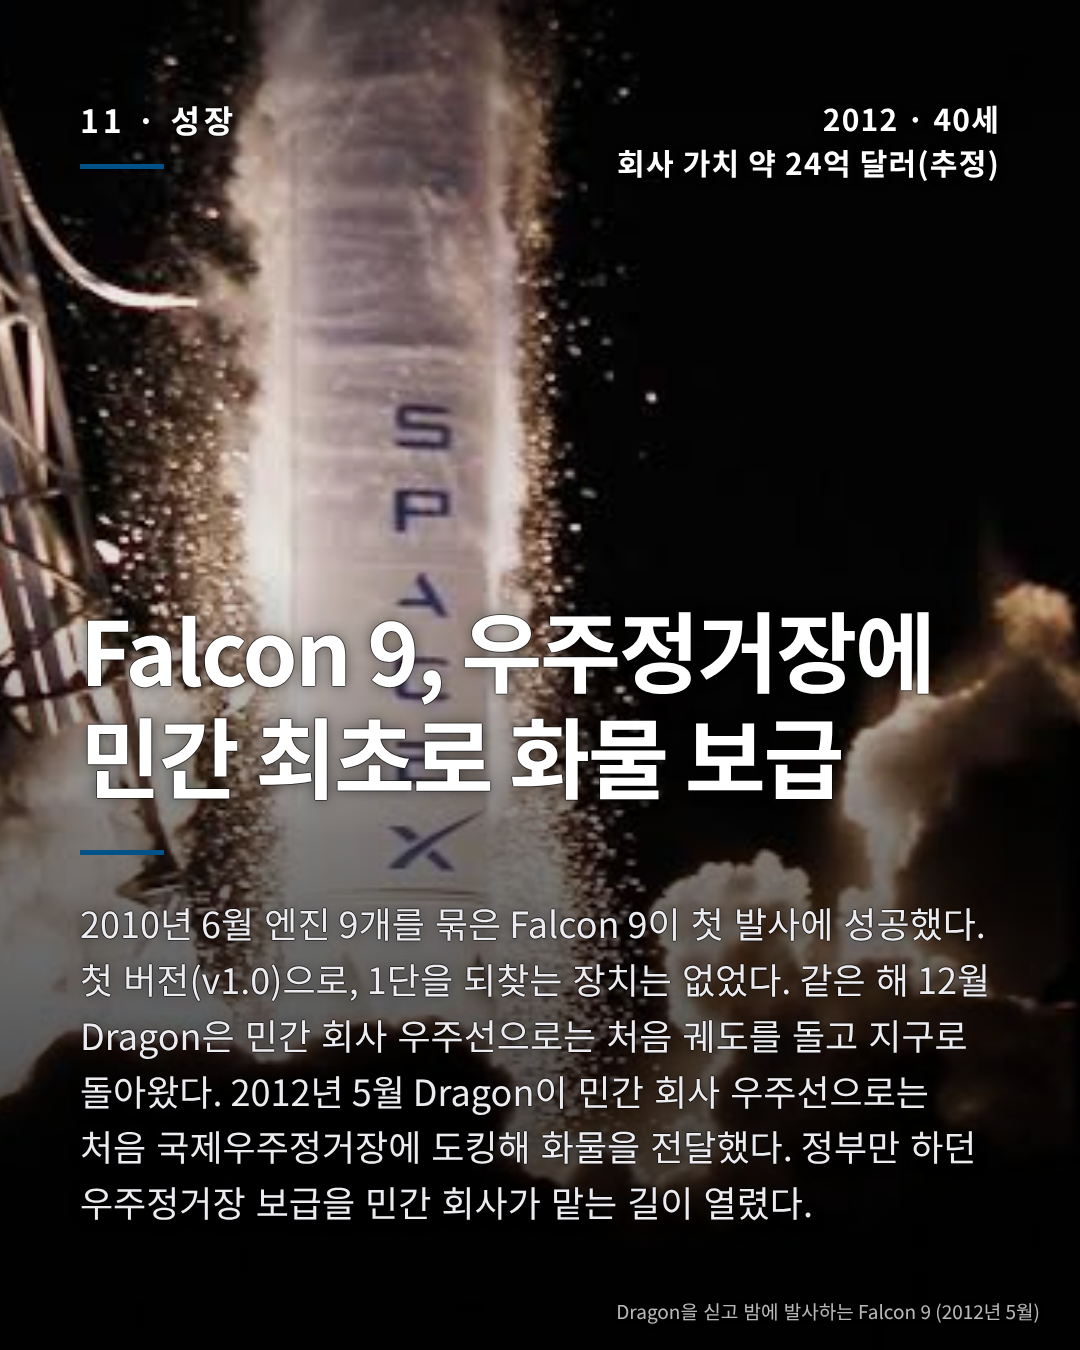 11 · 성장
2012 · 40세
회사 가치 약 24억 달러(추정)
SPACEX
Falcon 9, 우주정거장에
민간 최초로 화물 보급
2010년 6월 엔진 9개를 묶은 Falcon 9이 첫 발사에 성공했다.
첫 버전(v1.0)으로, 1단을 되찾는 장치는 없었다. 같은 해 12월
Dragon은 민간 회사 우주선으로는 처음 궤도를 돌고 지구로
돌아왔다. 2012년 5월 Dragon이 민간 회사 우주선으로는
처음 국제우주정거장에 도킹해 화물을 전달했다. 정부만 하던
우주정거장 보급을 민간 회사가 맡는 길이 열렸다.
Dragon을 싣고 밤에 발사하는 Falcon 9 (2012년 5월)